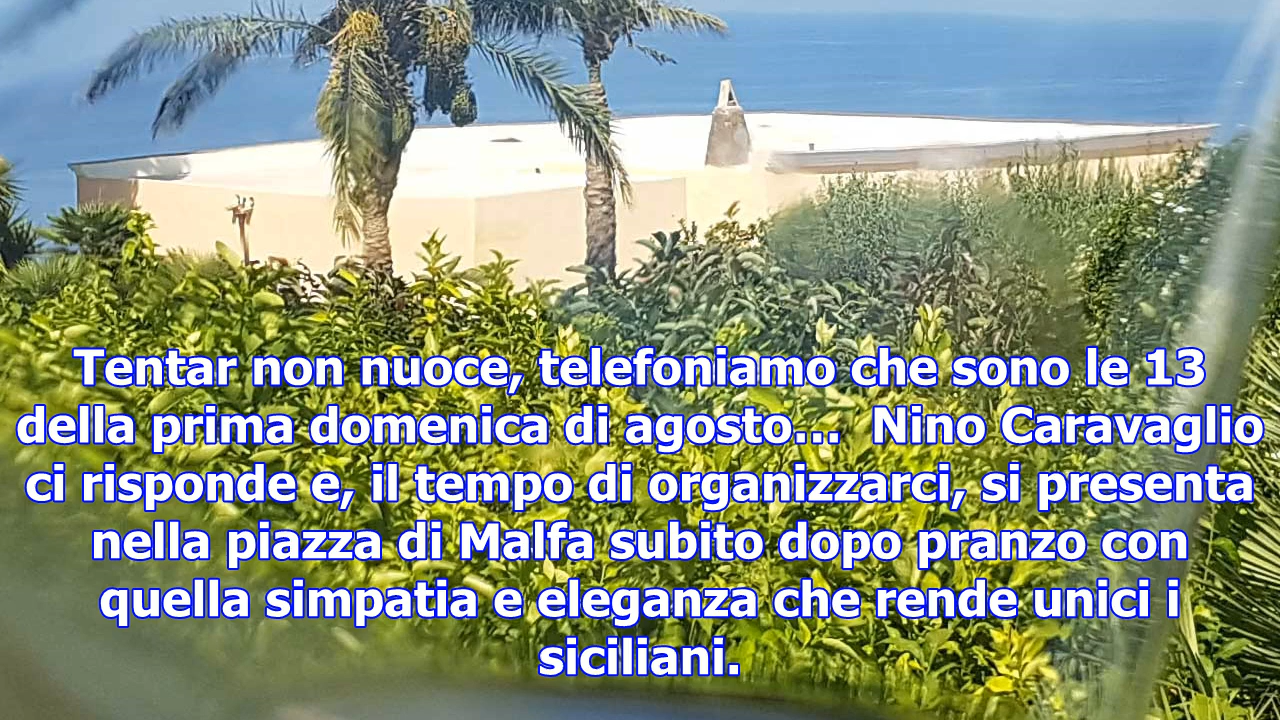 Tentar non nuoce, telefoniamo che sono le 13
della prima domenica di agosto... Nino Caravaglio
ci risponde e, il tempo di organizzarci, si presenta
nella piazza di Malfa subito dopo pranzo con
quella simpatia e eleganza che rende unici i
siciliani.